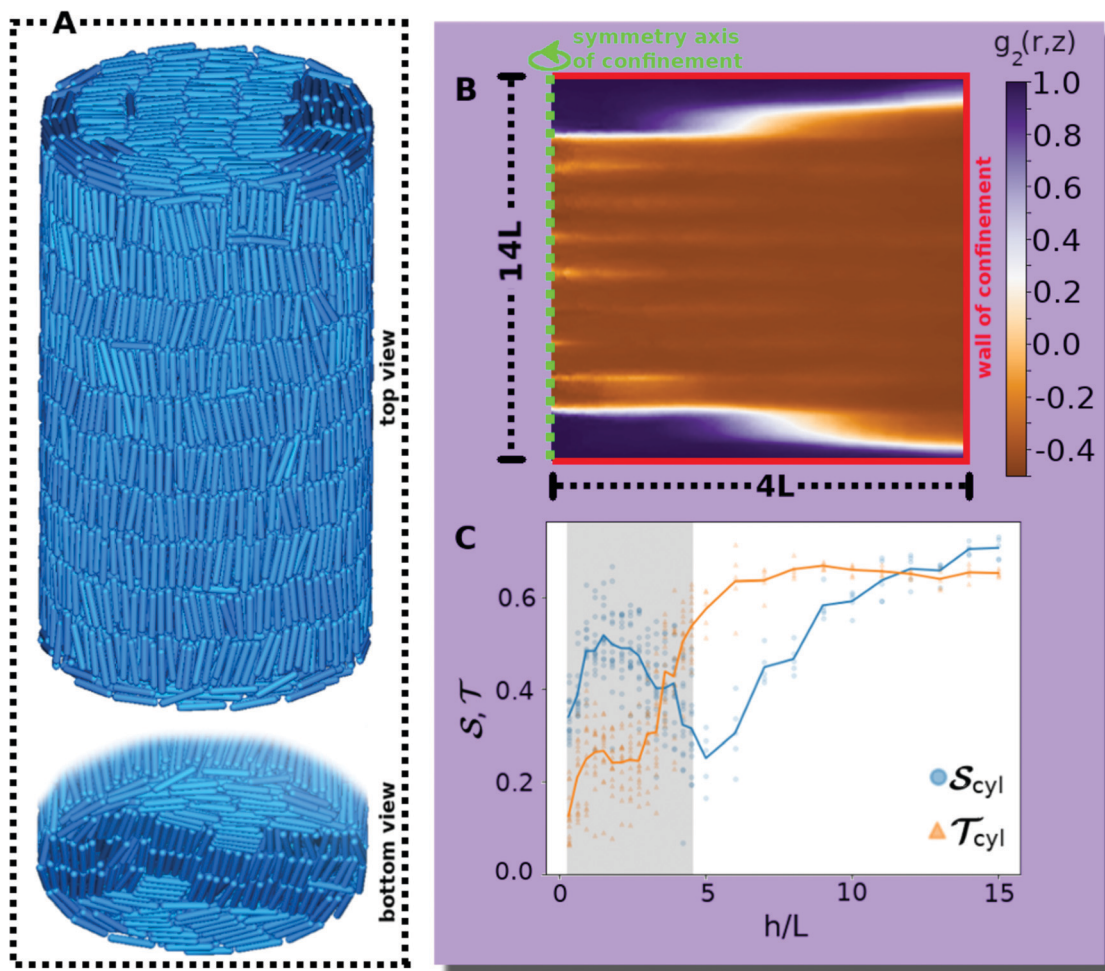 A
top view
bottom view
symmetry axis
of confinement
B
14L
4L
wall of confinement
g₂(r,z)
1.0
0.8
0.6
0.4
0.2
0.0
-0.2
-0.4
C
0.6
0.4
0.2
0.0
𝒮, 𝒯
0
5
10
15
h/L
𝒮cyl
𝒯cyl